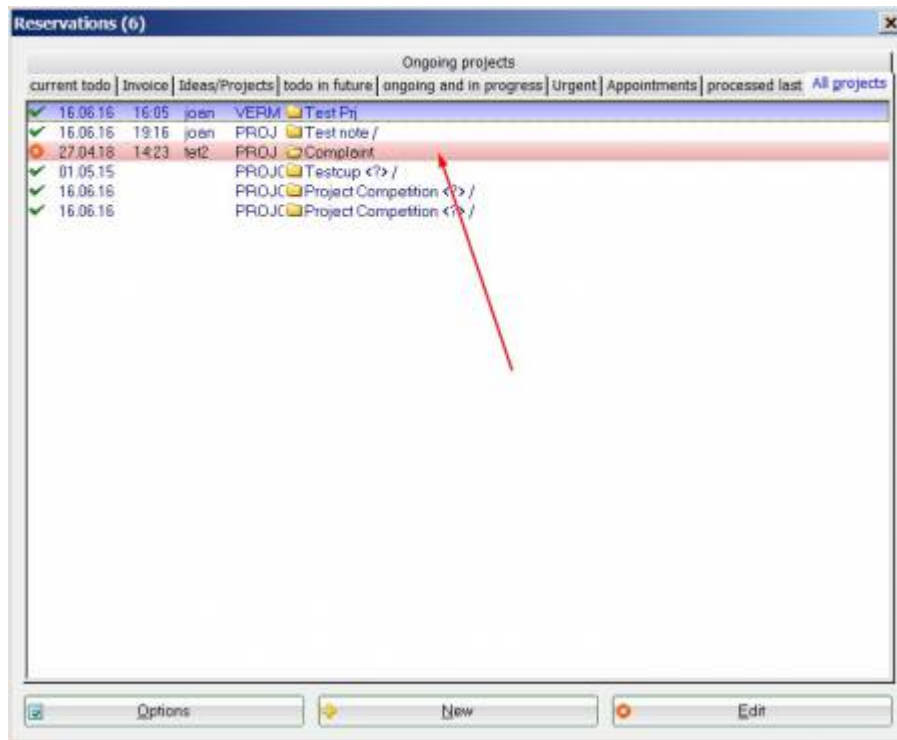 Reservations (6)
Ongoing projects
current todo Invoice Ideas/Projects todo in future ongoing and in progress Urgent Appointments processed last All projects
16.06.16 16:05 joan VERM Test Prj
16.06.16 19:16 joan PROJ Test note /
27.04.18 14:23 tet2 PROJ Complaint
01.05.15 PROJ Testcup <?> /
16.06.16 PROJ Project Competition <?> /
16.06.16 PROJ Project Competition <?> /
Options New Edit